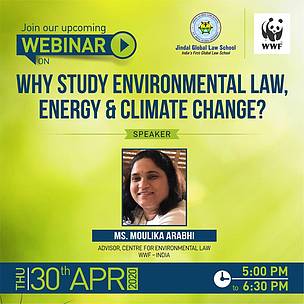 Join our upcoming
WEBINAR
ON
Jindal Global Law School
India's First Global Law School
WWF
WHY STUDY ENVIRONMENTAL LAW,
ENERGY & CLIMATE CHANGE?
SPEAKER
MS. MOULIKA ARABHI
ADVISOR, CENTRE FOR ENVIRONMENTAL LAW
WWF - INDIA
THU 30th APR 2020
5:00 PM
to 6:30 PM